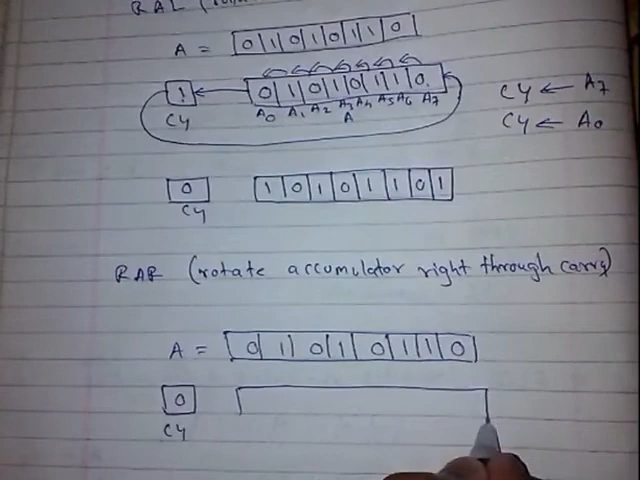 RAL (rotate
A = 0 1 0 1 0 1 1 0
1 0 1 0 1 0 1 1 0 CY ← A7
CY A0 A1 A2 A3 A4 A5 A6 A7 CY ← A0
A
0 1 0 1 0 1 1 0 1
CY
RAR (rotate accumulator right through carry)
A = 0 1 0 1 0 1 1 0
0
CY